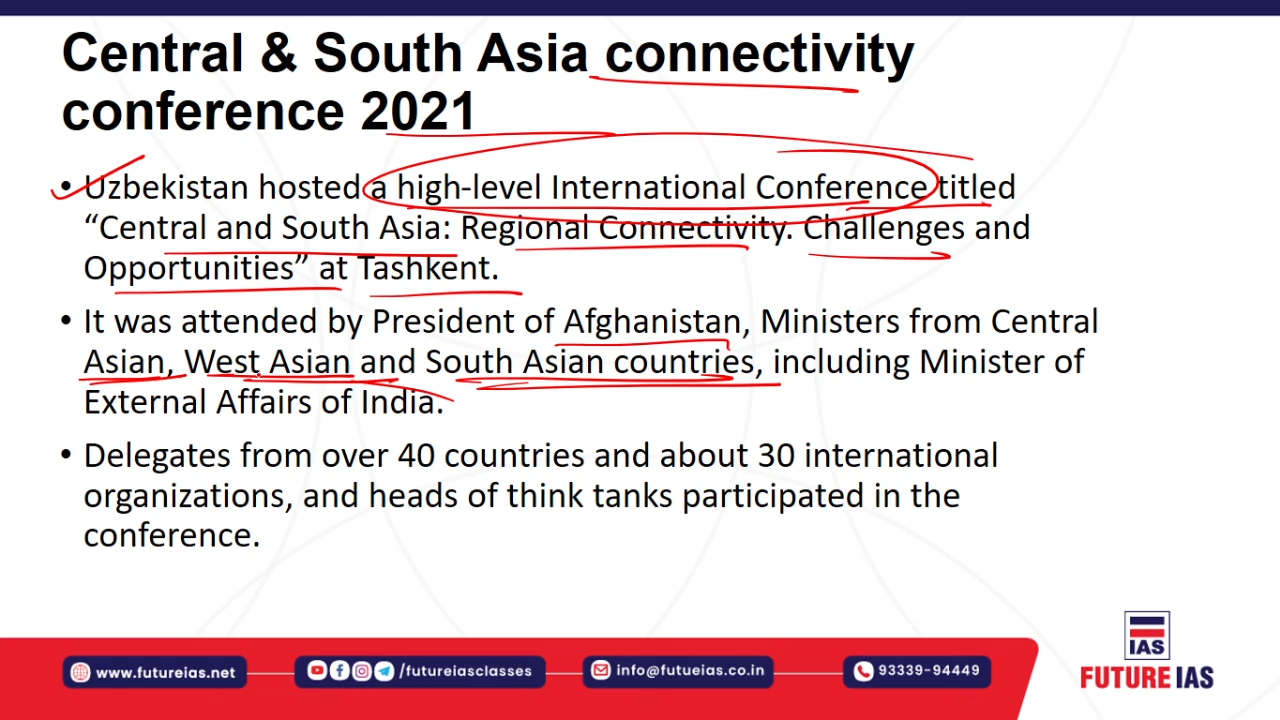 Central & South Asia connectivity
conference 2021
• Uzbekistan hosted a high-level International Conference titled
“Central and South Asia: Regional Connectivity. Challenges and
Opportunities” at Tashkent.
• It was attended by President of Afghanistan, Ministers from Central
Asian, West Asian and South Asian countries, including Minister of
External Affairs of India.
• Delegates from over 40 countries and about 30 international
organizations, and heads of think tanks participated in the
conference.
IAS
FUTURE IAS
www.futureias.net
/futureiasclasses
info@futueias.co.in
93339-94449